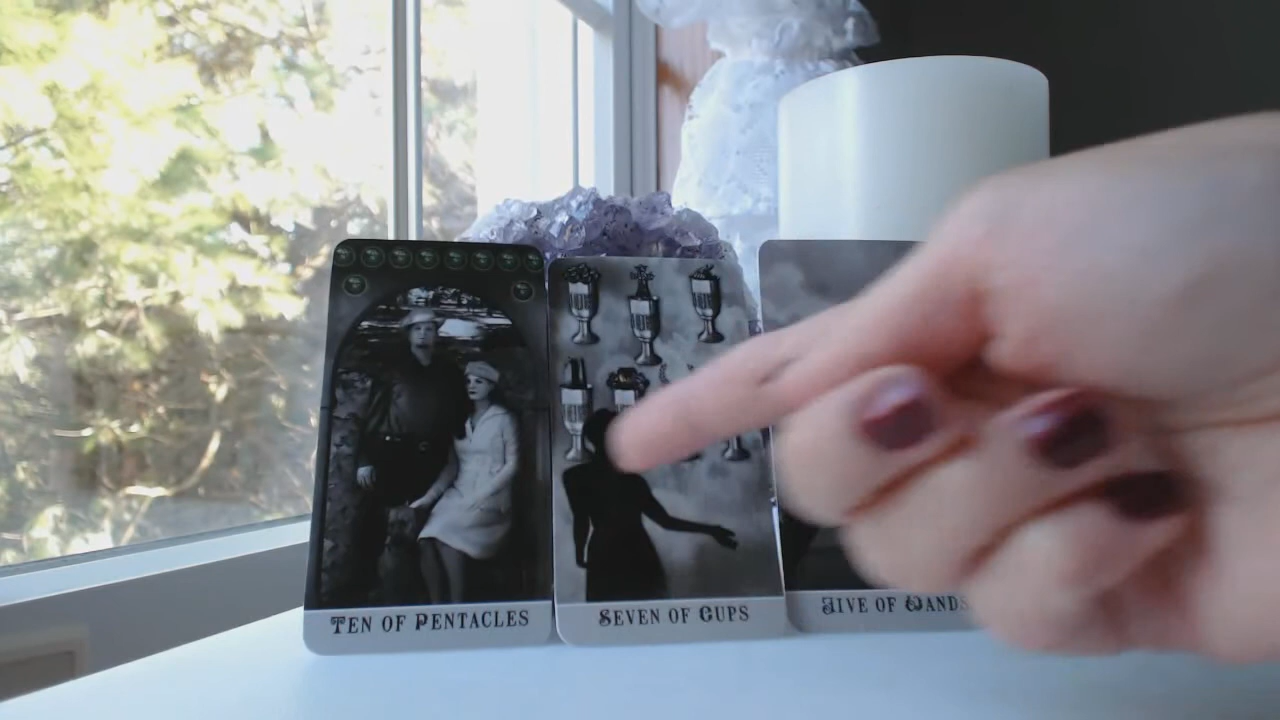 TEN OF PENTACLES
SEVEN OF CUPS
FIVE OF WANDS